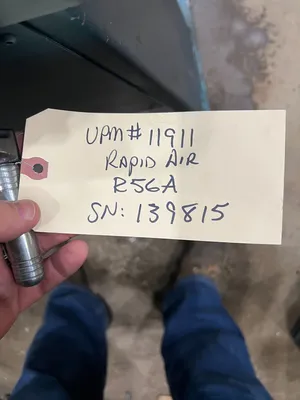 UPM# 11911
RAPID AIR
R56A
SN: 139815